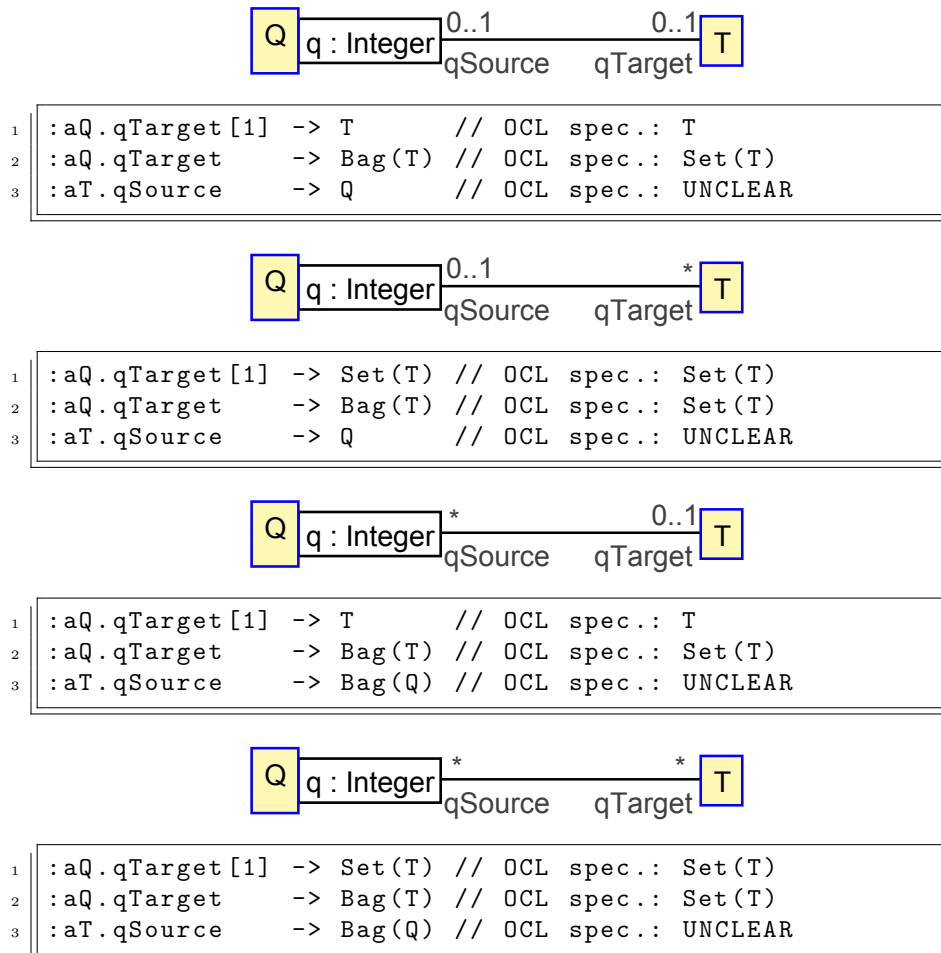 Q q : Integer 0..1 0..1 T
qSource qTarget
1 :aQ.qTarget[1] -> T // OCL spec.: T
2 :aQ.qTarget -> Bag(T) // OCL spec.: Set(T)
3 :aT.qSource -> Q // OCL spec.: UNCLEAR
Q q : Integer 0..1 * T
qSource qTarget
1 :aQ.qTarget[1] -> Set(T) // OCL spec.: Set(T)
2 :aQ.qTarget -> Bag(T) // OCL spec.: Set(T)
3 :aT.qSource -> Q // OCL spec.: UNCLEAR
Q q : Integer * 0..1 T
qSource qTarget
1 :aQ.qTarget[1] -> T // OCL spec.: T
2 :aQ.qTarget -> Bag(T) // OCL spec.: Set(T)
3 :aT.qSource -> Bag(Q) // OCL spec.: UNCLEAR
Q q : Integer * * T
qSource qTarget
1 :aQ.qTarget[1] -> Set(T) // OCL spec.: Set(T)
2 :aQ.qTarget -> Bag(T) // OCL spec.: Set(T)
3 :aT.qSource -> Bag(Q) // OCL spec.: UNCLEAR